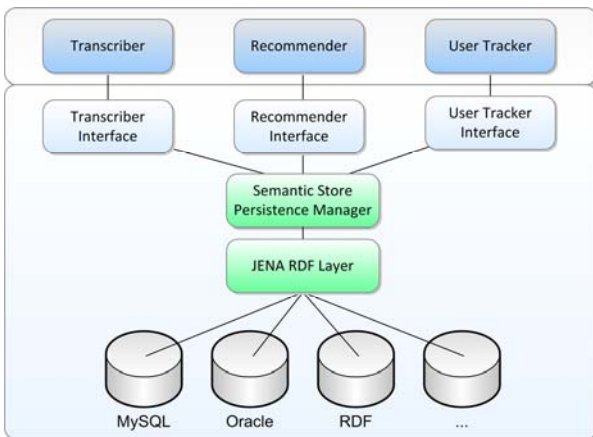 Transcriber
Recommender
User Tracker
Transcriber
Interface
Recommender
Interface
User Tracker
Interface
Semantic Store
Persistence Manager
JENA RDF Layer
MySQL
Oracle
RDF
...